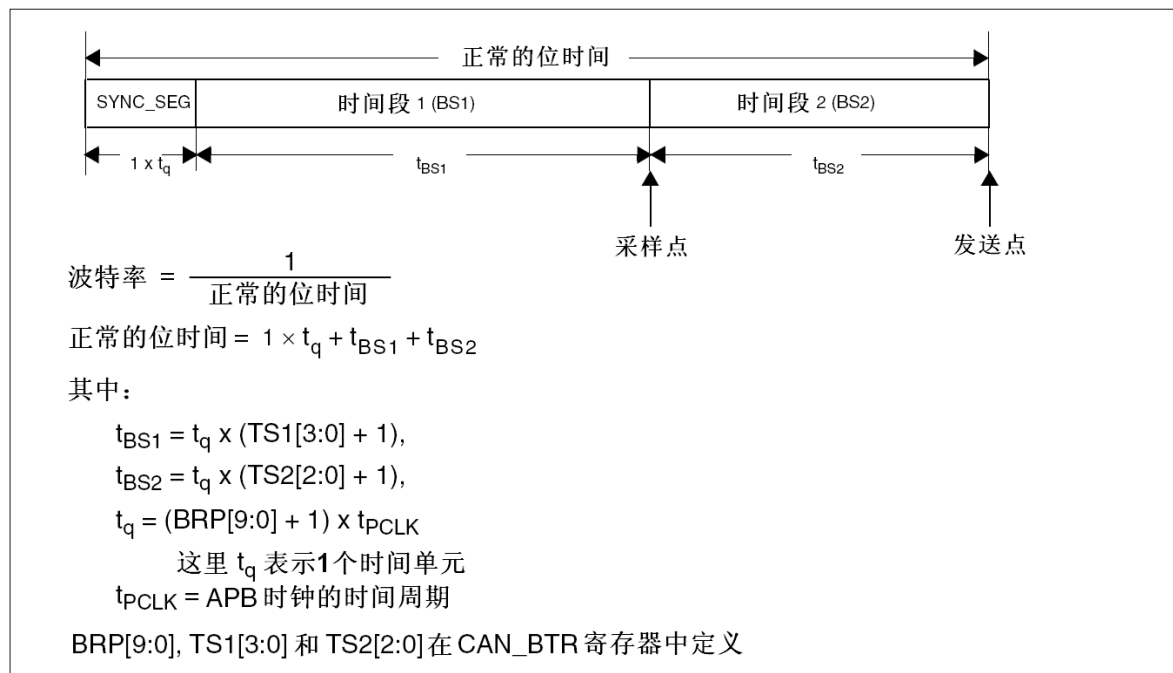 正常的位时间
SYNC_SEG 时间段 1 (BS1) 时间段 2 (BS2)
1 x tq tBS1 tBS2
采样点 发送点
波特率 = 1 / 正常的位时间
正常的位时间 = 1 × tq + tBS1 + tBS2
其中：
tBS1 = tq x (TS1[3:0] + 1),
tBS2 = tq x (TS2[2:0] + 1),
tq = (BRP[9:0] + 1) x tPCLK
这里 tq 表示1个时间单元
tPCLK = APB 时钟的时间周期
BRP[9:0], TS1[3:0] 和 TS2[2:0] 在 CAN_BTR 寄存器中定义